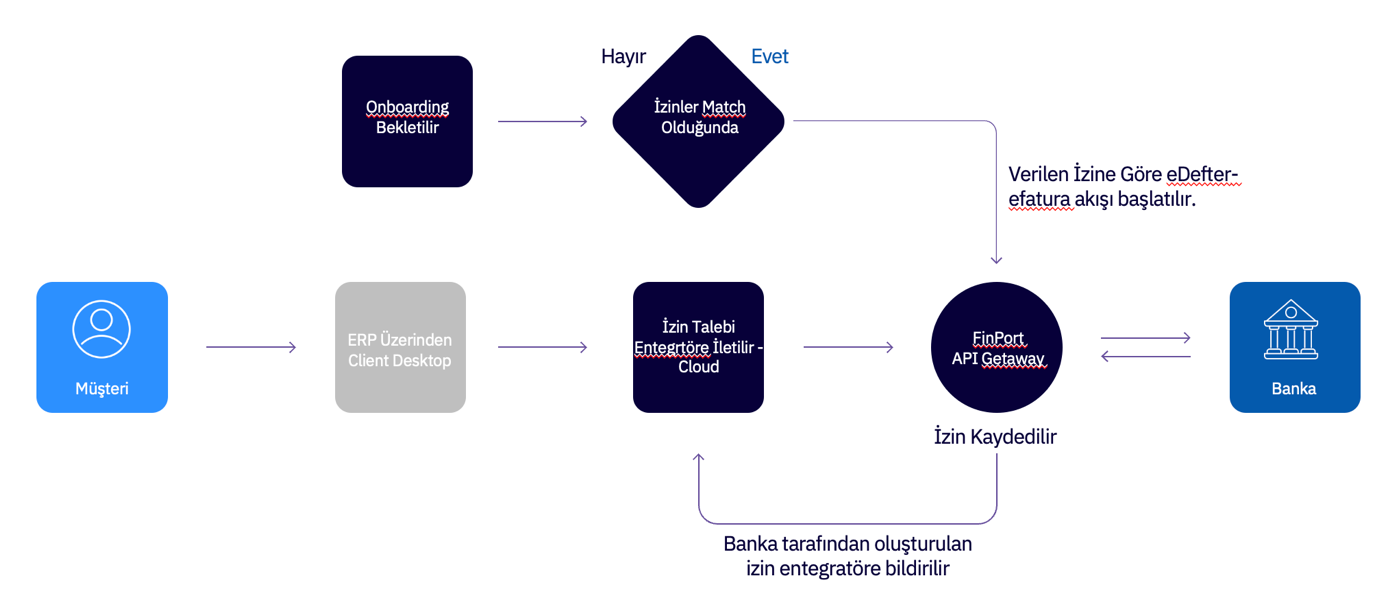 Hayır
Evet
Onboarding
Bekletilir
İzinler Match
Olduğunda
Verilen İzine Göre eDefter-
efatura akışı başlatılır.
Müşteri
ERP Üzerinden
Client Desktop
İzin Talebi
Entegrtöre İletilir -
Cloud
FinPort
API Getaway
Banka
İzin Kaydedilir
Banka tarafından oluşturulan
izin entegratöre bildirilir